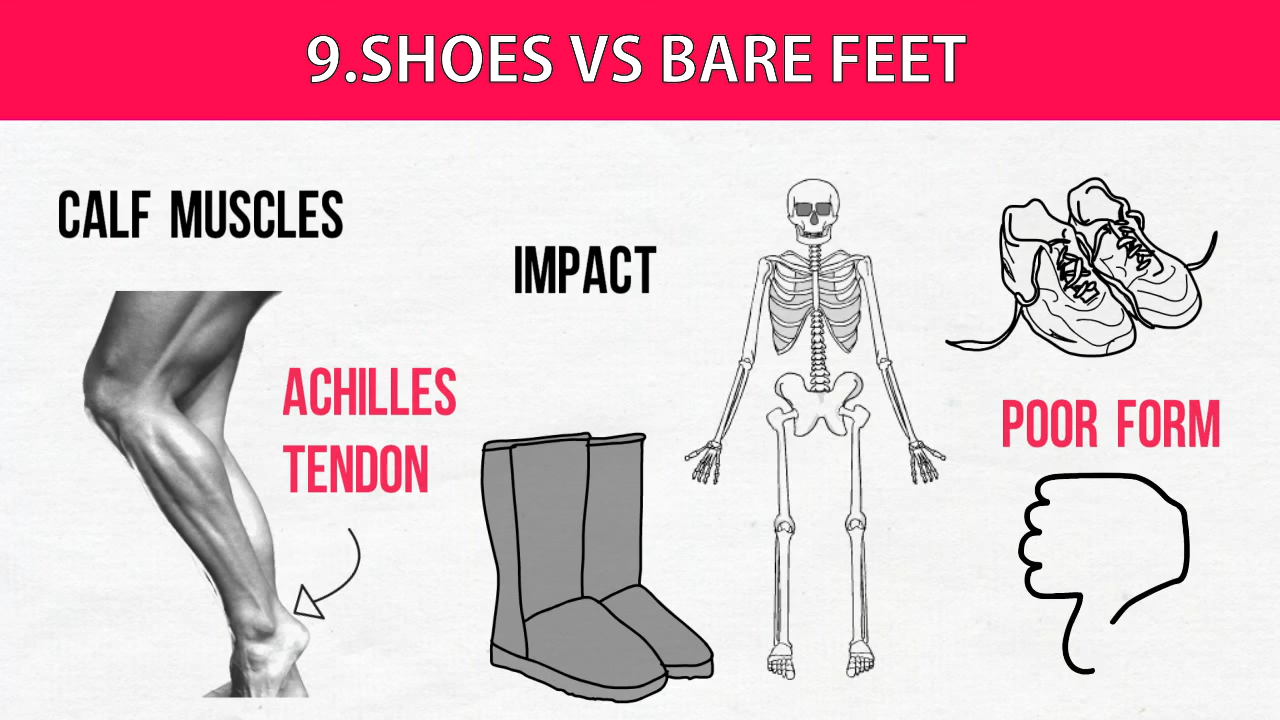 9.SHOES VS BARE FEET
CALF MUSCLES
IMPACT
ACHILLES
TENDON
POOR FORM